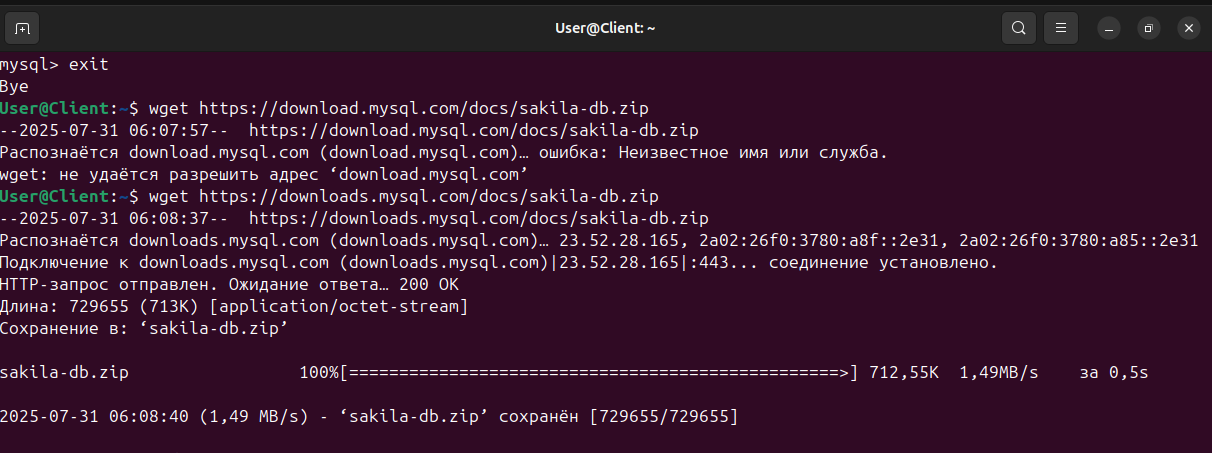 User@Client: ~
mysql> exit
Bye
User@Client:~$ wget https://download.mysql.com/docs/sakila-db.zip
--2025-07-31 06:07:57--  https://download.mysql.com/docs/sakila-db.zip
Распознаётся download.mysql.com (download.mysql.com)… ошибка: Неизвестное имя или служба.
wget: не удаётся разрешить адрес ‘download.mysql.com’
User@Client:~$ wget https://downloads.mysql.com/docs/sakila-db.zip
--2025-07-31 06:08:37--  https://downloads.mysql.com/docs/sakila-db.zip
Распознаётся downloads.mysql.com (downloads.mysql.com)… 23.52.28.165, 2a02:26f0:3780:a8f::2e31, 2a02:26f0:3780:a85::2e31
Подключение к downloads.mysql.com (downloads.mysql.com)|23.52.28.165|:443... соединение установлено.
HTTP-запрос отправлен. Ожидание ответа… 200 OK
Длина: 729655 (713K) [application/octet-stream]
Сохранение в: ‘sakila-db.zip’
sakila-db.zip                 100%[=================================================>] 712,55K  1,49MB/s    за 0,5s
2025-07-31 06:08:40 (1,49 MB/s) - ‘sakila-db.zip’ сохранён [729655/729655]